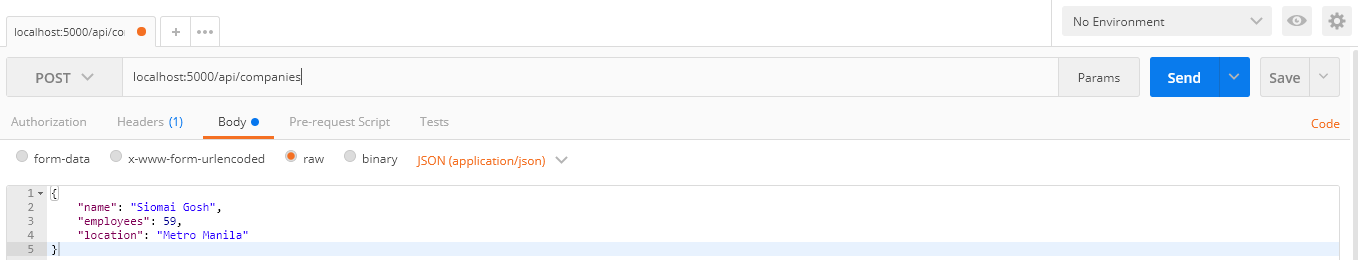 localhost:5000/api/co
+
•••
No Environment
POST
localhost:5000/api/companies
Params
Send
Save
Authorization
Headers (1)
Body
Pre-request Script
Tests
Code
form-data
x-www-form-urlencoded
raw
binary
JSON (application/json)
1 {
2 "name": "Siomai Gosh",
3 "employees": 59,
4 "location": "Metro Manila"
5 }